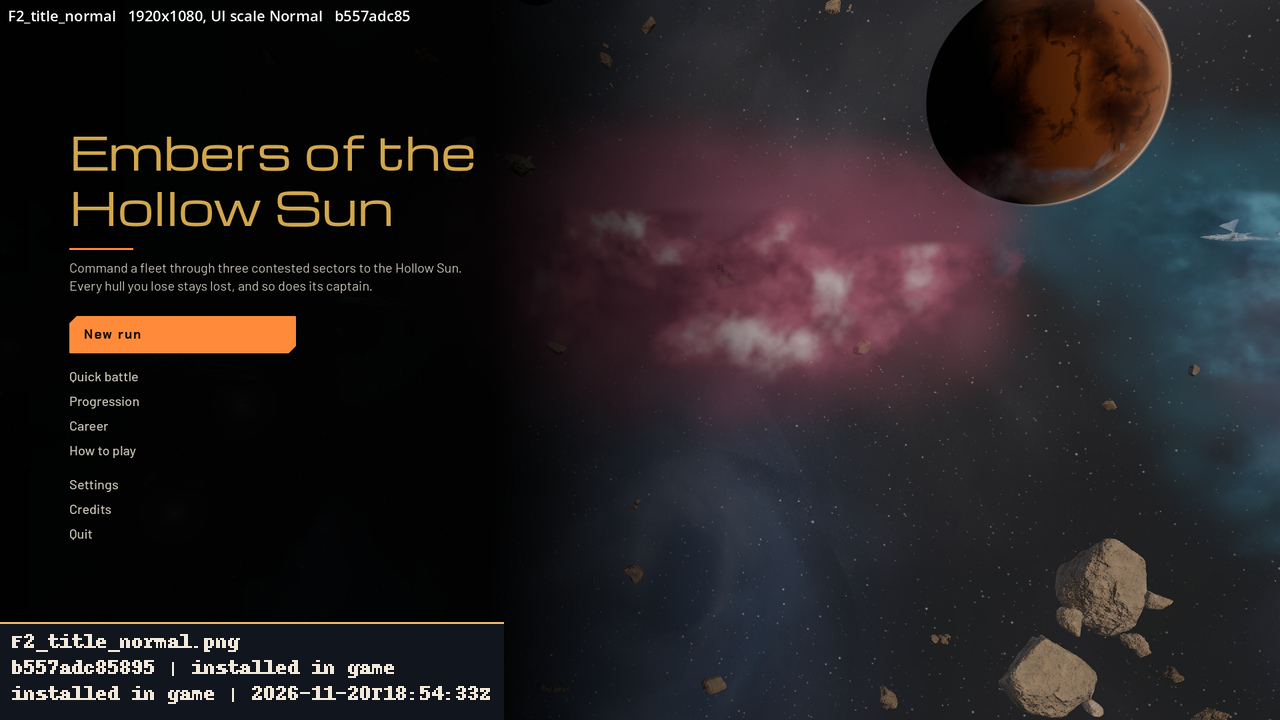 F2_title_normal 1920x1080, UI scale Normal b557adc85
Embers of the
Hollow Sun
Command a fleet through three contested sectors to the Hollow Sun.
Every hull you lose stays lost, and so does its captain.
New run
Quick battle
Progression
Career
How to play
Settings
Credits
Quit
F2_title_normal.png
b557adc85895 | installed in game
installed in game | 2026-11-20T18:54:33Z